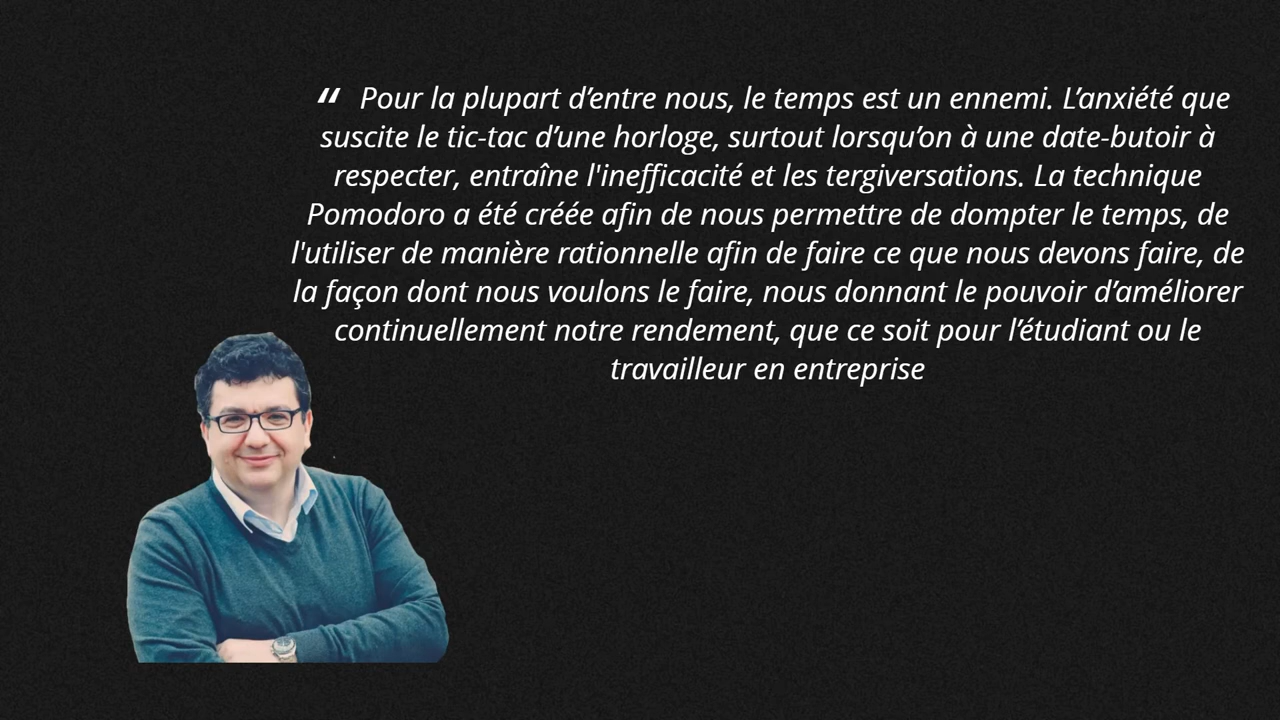 “ Pour la plupart d’entre nous, le temps est un ennemi. L’anxiété que
suscite le tic-tac d’une horloge, surtout lorsqu’on à une date-butoir à
respecter, entraîne l'inefficacité et les tergiversations. La technique
Pomodoro a été créée afin de nous permettre de dompter le temps, de
l'utiliser de manière rationnelle afin de faire ce que nous devons faire, de
la façon dont nous voulons le faire, nous donnant le pouvoir d’améliorer
continuellement notre rendement, que ce soit pour l’étudiant ou le
travailleur en entreprise